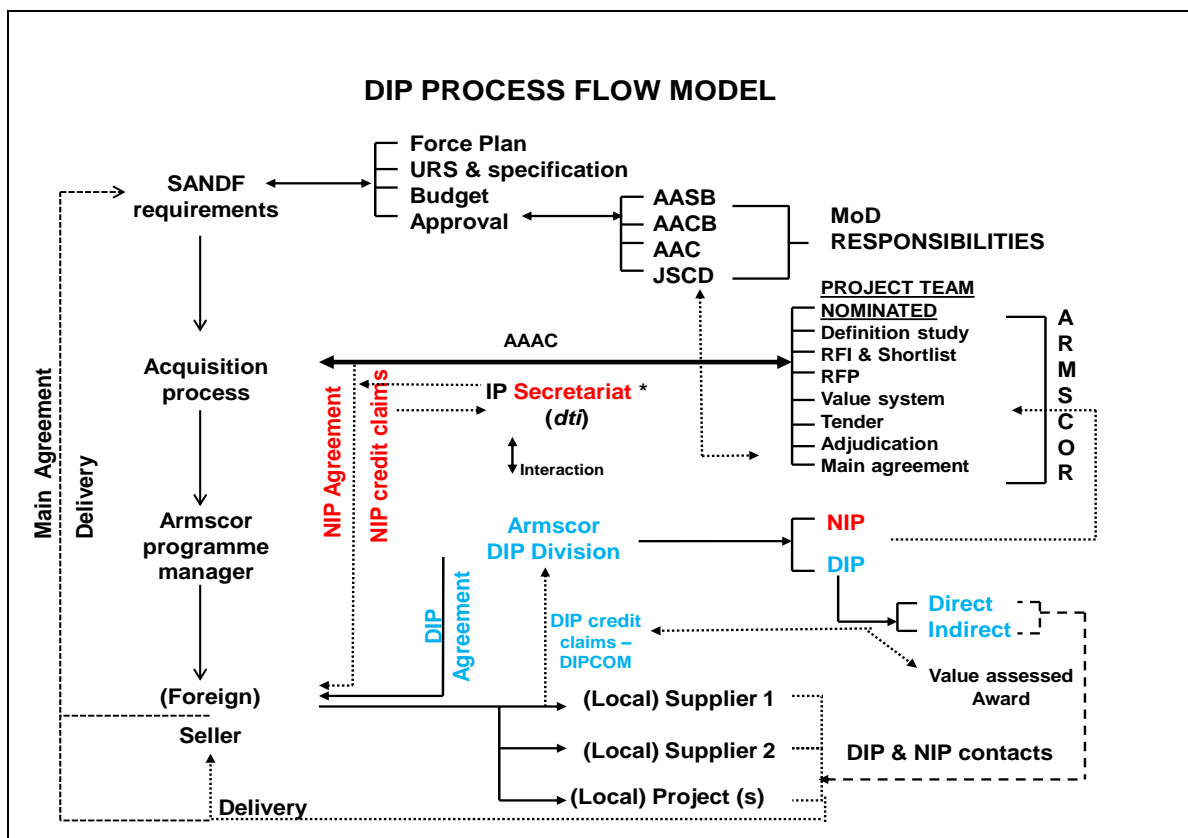 DIP PROCESS FLOW MODEL
SANDF
requirements
Force Plan
URS & specification
Budget
Approval
AASB
AACB
AAC
JSCD
MoD
RESPONSIBILITIES
PROJECT TEAM
NOMINATED
Definition study
RFI & Shortlist
RFP
Value system
Tender
Adjudication
Main agreement
ARMSCOR
AAAC
Acquisition
process
IP Secretariat *
(dti)
Interaction
NIP Agreement
NIP credit claims
Main Agreement
Delivery
Armscor
programme
manager
Armscor
DIP Division
NIP
DIP
Direct
Indirect
DIP
Agreement
DIP credit
claims –
DIPCOM
Value assessed
Award
(Foreign)
Seller
(Local) Supplier 1
(Local) Supplier 2
(Local) Project (s)
DIP & NIP contacts
Delivery